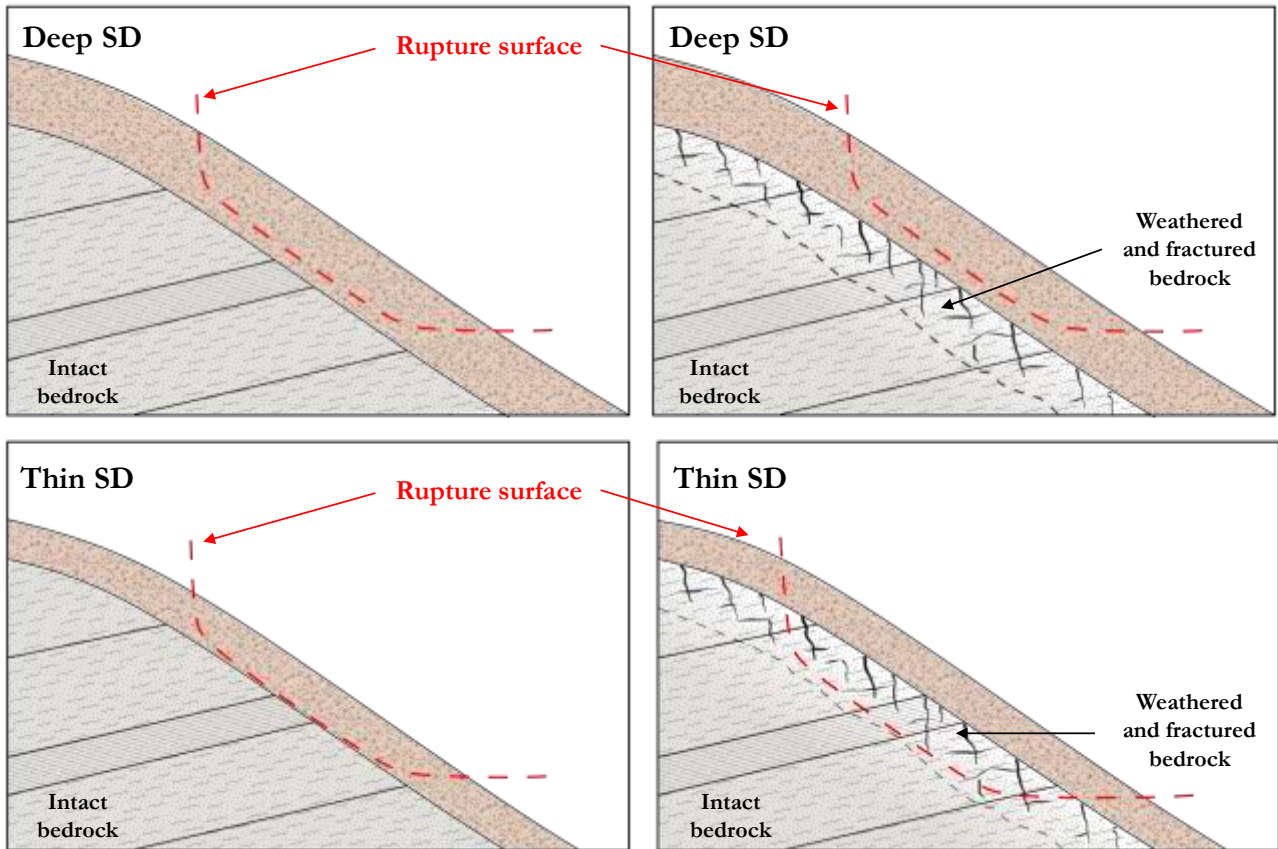 Deep SD
Rupture surface
Deep SD
Weathered
and fractured
bedrock
Intact
bedrock
Intact
bedrock
Thin SD
Rupture surface
Thin SD
Weathered
and fractured
bedrock
Intact
bedrock
Intact
bedrock